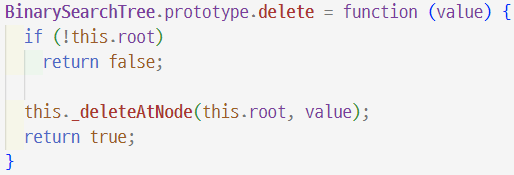 BinarySearchTree.prototype.delete = function (value) {
  if (!this.root)
    return false;

  this._deleteAtNode(this.root, value);
  return true;
}